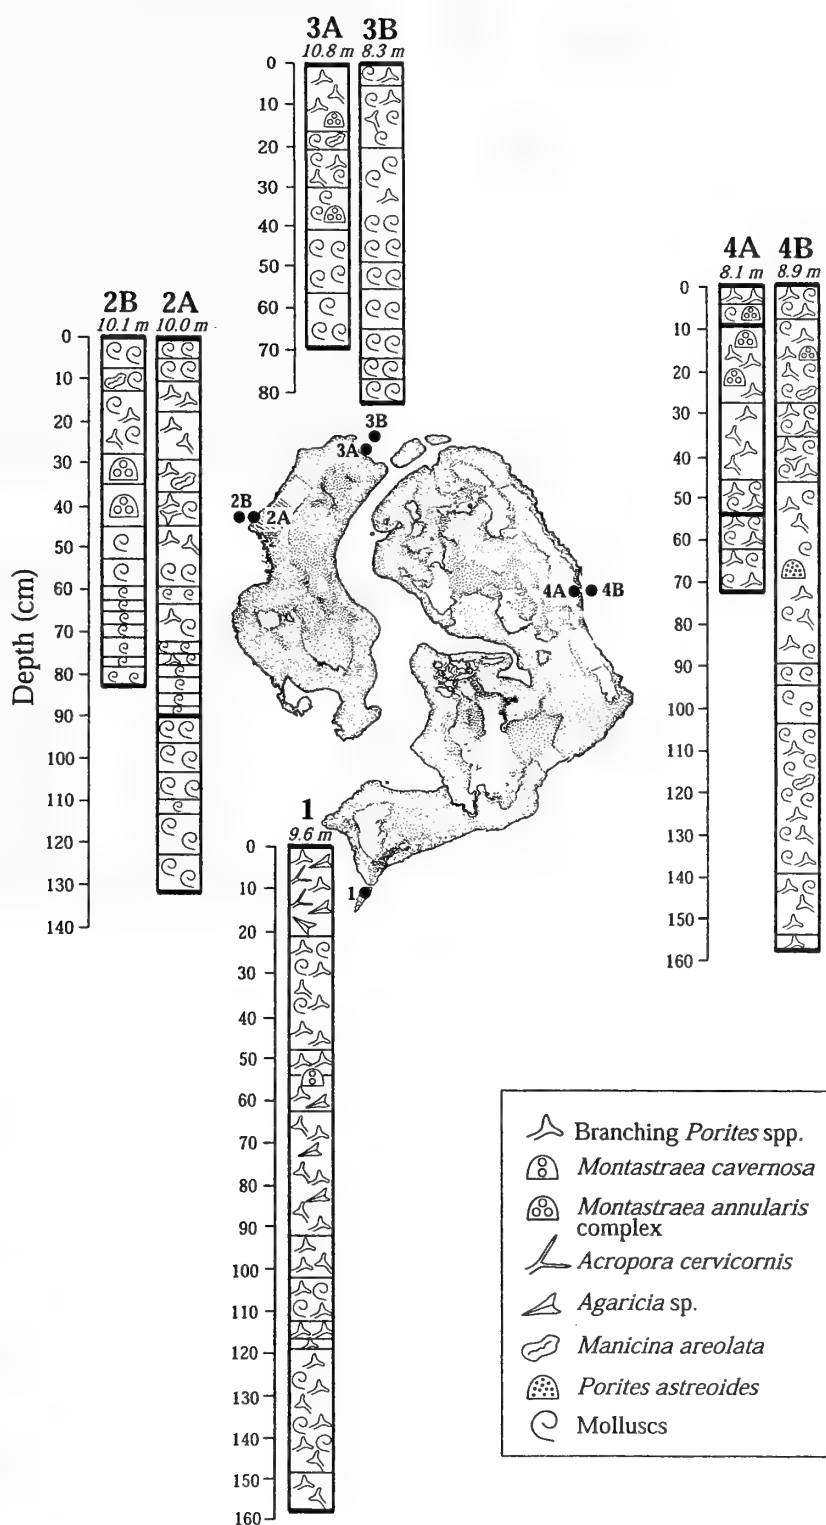 3A 3B
10.8 m 8.3 m
0
10
20
30
40
50
60
70
80
4A 4B
8.1 m 8.9 m
0
10
20
30
40
50
60
70
80
90
100
110
120
130
140
150
160
2B 2A
10.1 m 10.0 m
0
10
20
30
40
50
60
70
80
90
100
110
120
130
140
Depth (cm)
3B
3A
2B 2A
4A 4B
1
1
9.6 m
0
10
20
30
40
50
60
70
80
90
100
110
120
130
140
150
160
Branching Porites spp.
Montastraea cavernosa
Montastraea annularis
complex
Acropora cervicornis
Agaricia sp.
Manicina areolata
Porites astreoides
Molluscs